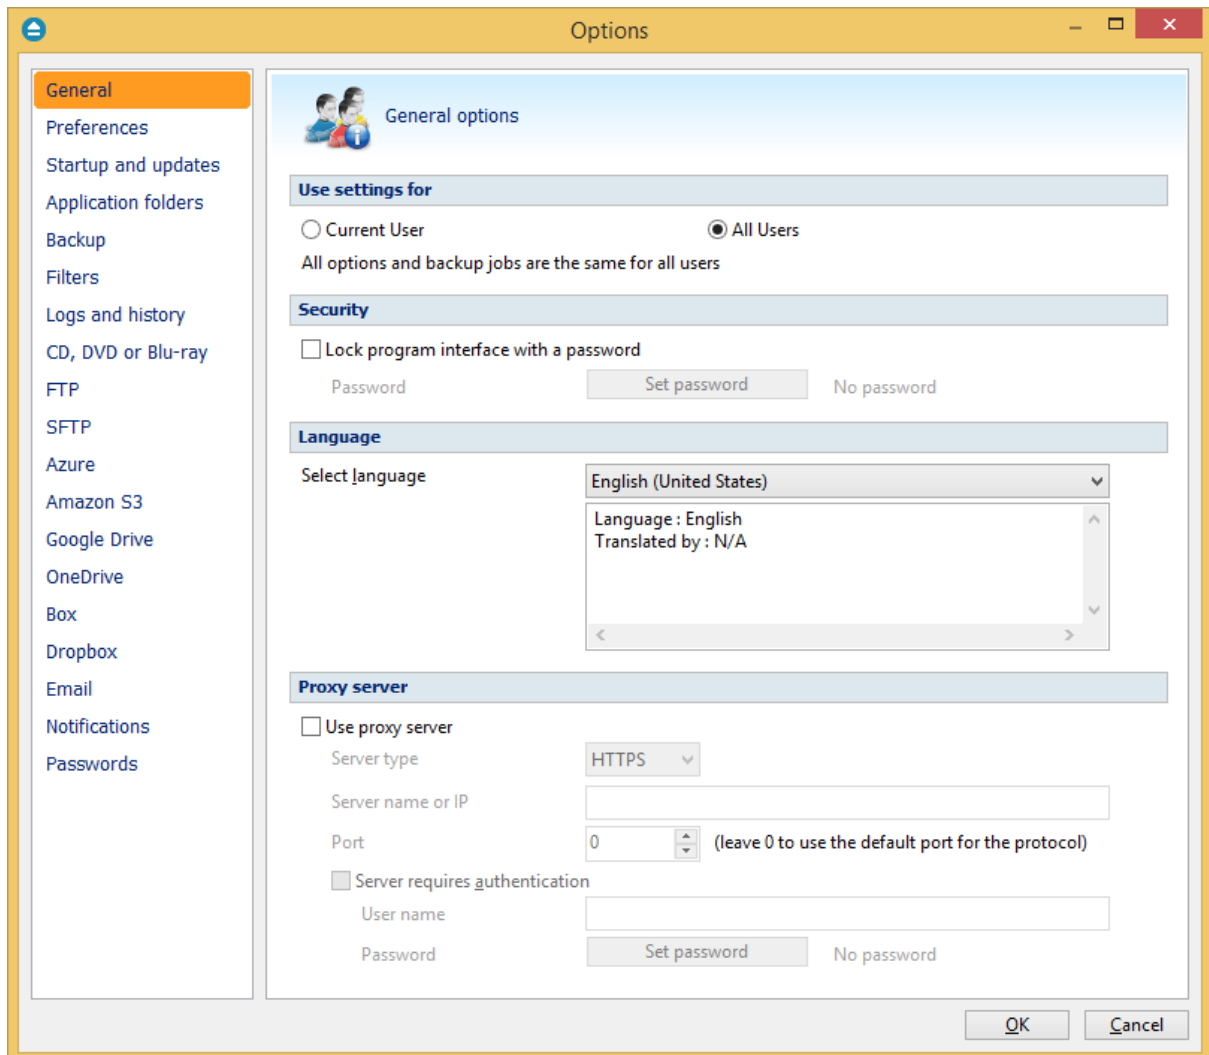 Options
General
Preferences
Startup and updates
Application folders
Backup
Filters
Logs and history
CD, DVD or Blu-ray
FTP
SFTP
Azure
Amazon S3
Google Drive
OneDrive
Box
Dropbox
Email
Notifications
Passwords
General options
Use settings for
Current User All Users
All options and backup jobs are the same for all users
Security
Lock program interface with a password
Password Set password No password
Language
Select language English (United States)
Language : English
Translated by : N/A
Proxy server
Use proxy server
Server type HTTPS
Server name or IP
Port 0 (leave 0 to use the default port for the protocol)
Server requires authentication
User name
Password Set password No password
OK Cancel